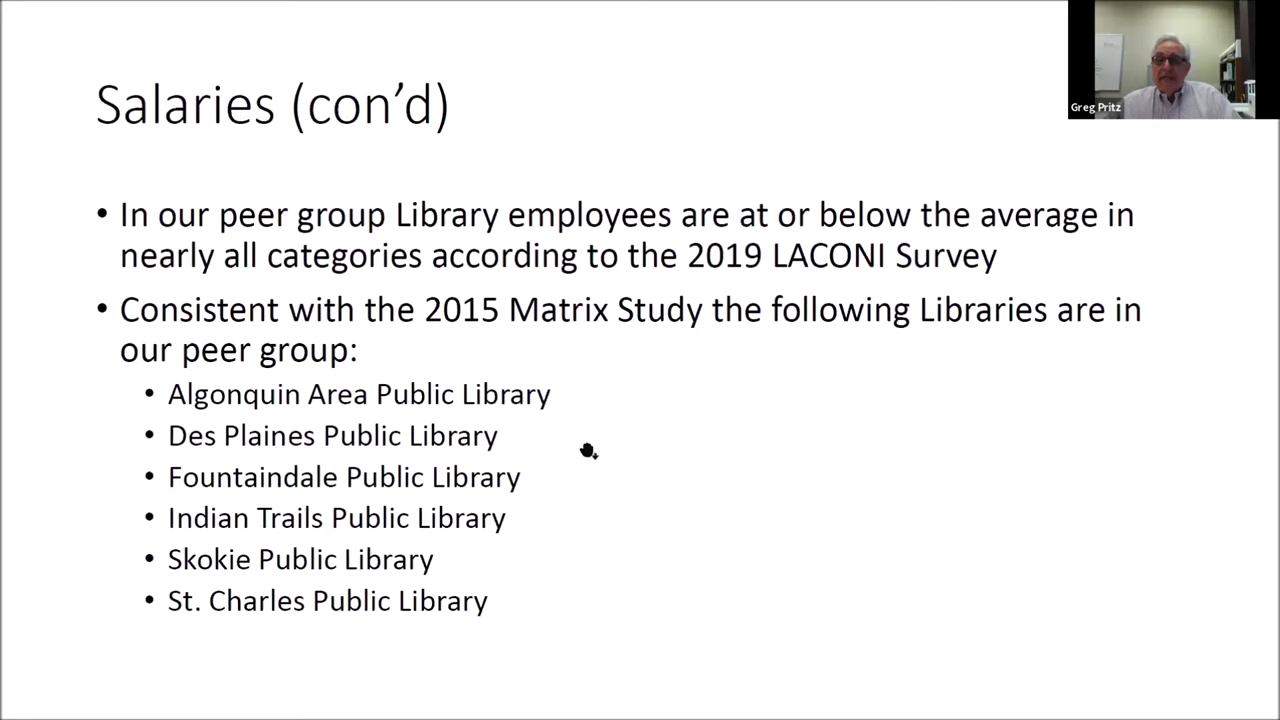 Salaries (con’d)
Greg Pritz
• In our peer group Library employees are at or below the average in
nearly all categories according to the 2019 LACONI Survey
• Consistent with the 2015 Matrix Study the following Libraries are in
our peer group:
• Algonquin Area Public Library
• Des Plaines Public Library
• Fountaindale Public Library
• Indian Trails Public Library
• Skokie Public Library
• St. Charles Public Library